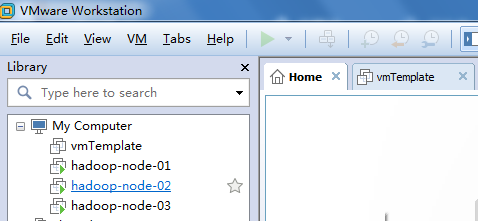 VMware Workstation
File Edit View VM Tabs Help
Library
Type here to search
Home
vmTemplate
My Computer
vmTemplate
hadoop-node-01
hadoop-node-02
hadoop-node-03